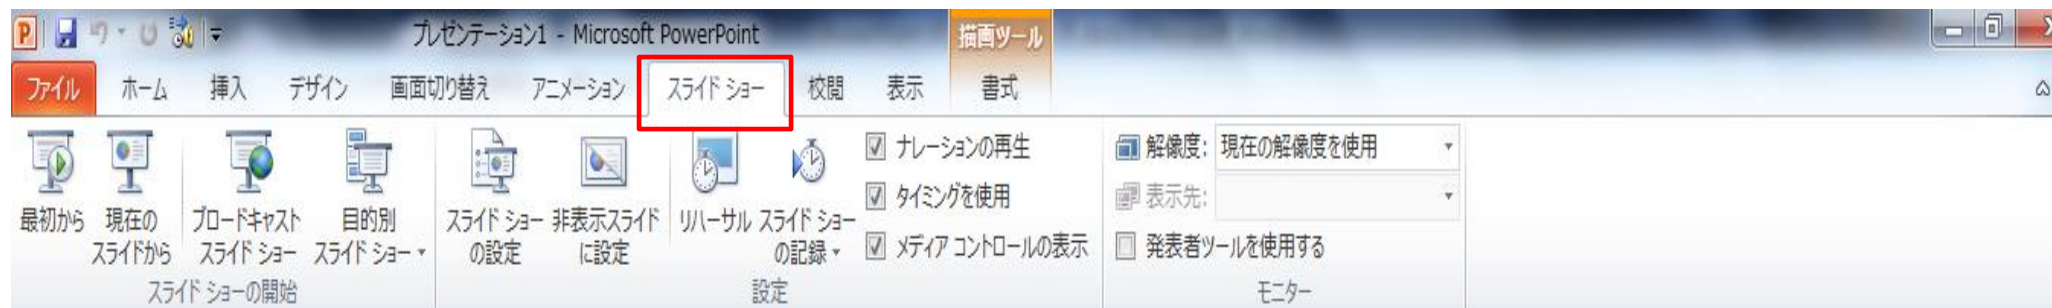 プレゼンテーション1 - Microsoft PowerPoint
描画ツール
ファイル ホーム 挿入 デザイン 画面切り替え アニメーション スライド ショー 校閲 表示 書式
最初から
現在の
スライドから
ブロードキャスト
スライド ショー
目的別
スライド ショー
スライド ショーの開始
スライド ショー
の設定
非表示スライド
に設定
リハーサル
スライド ショー
の記録
ナレーションの再生
タイミングを使用
メディア コントロールの表示
設定
解像度: 現在の解像度を使用
表示先:
発表者ツールを使用する
モニター